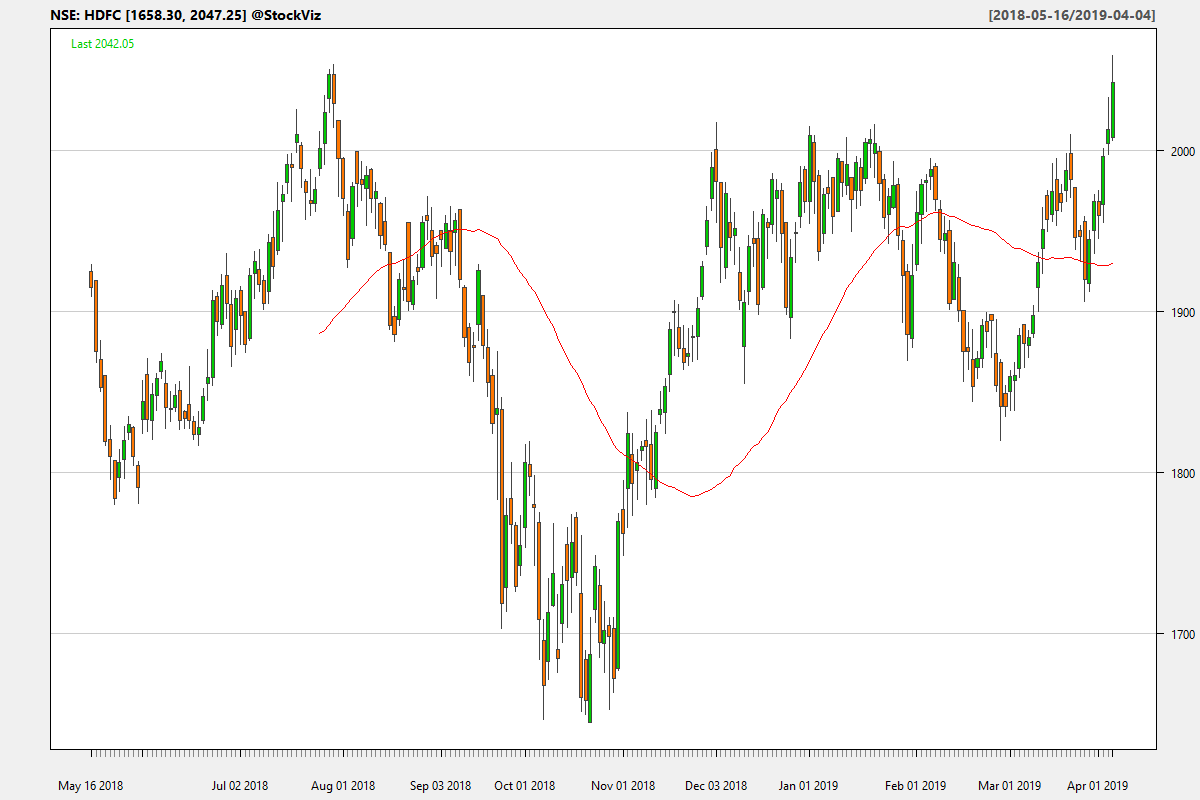 NSE: HDFC [1658.30, 2047.25] @StockViz [2018-05-16/2019-04-04]
Last 2042.05
2000
1900
1800
1700
May 16 2018 Jul 02 2018 Aug 01 2018 Sep 03 2018 Oct 01 2018 Nov 01 2018 Dec 03 2018 Jan 01 2019 Feb 01 2019 Mar 01 2019 Apr 01 2019